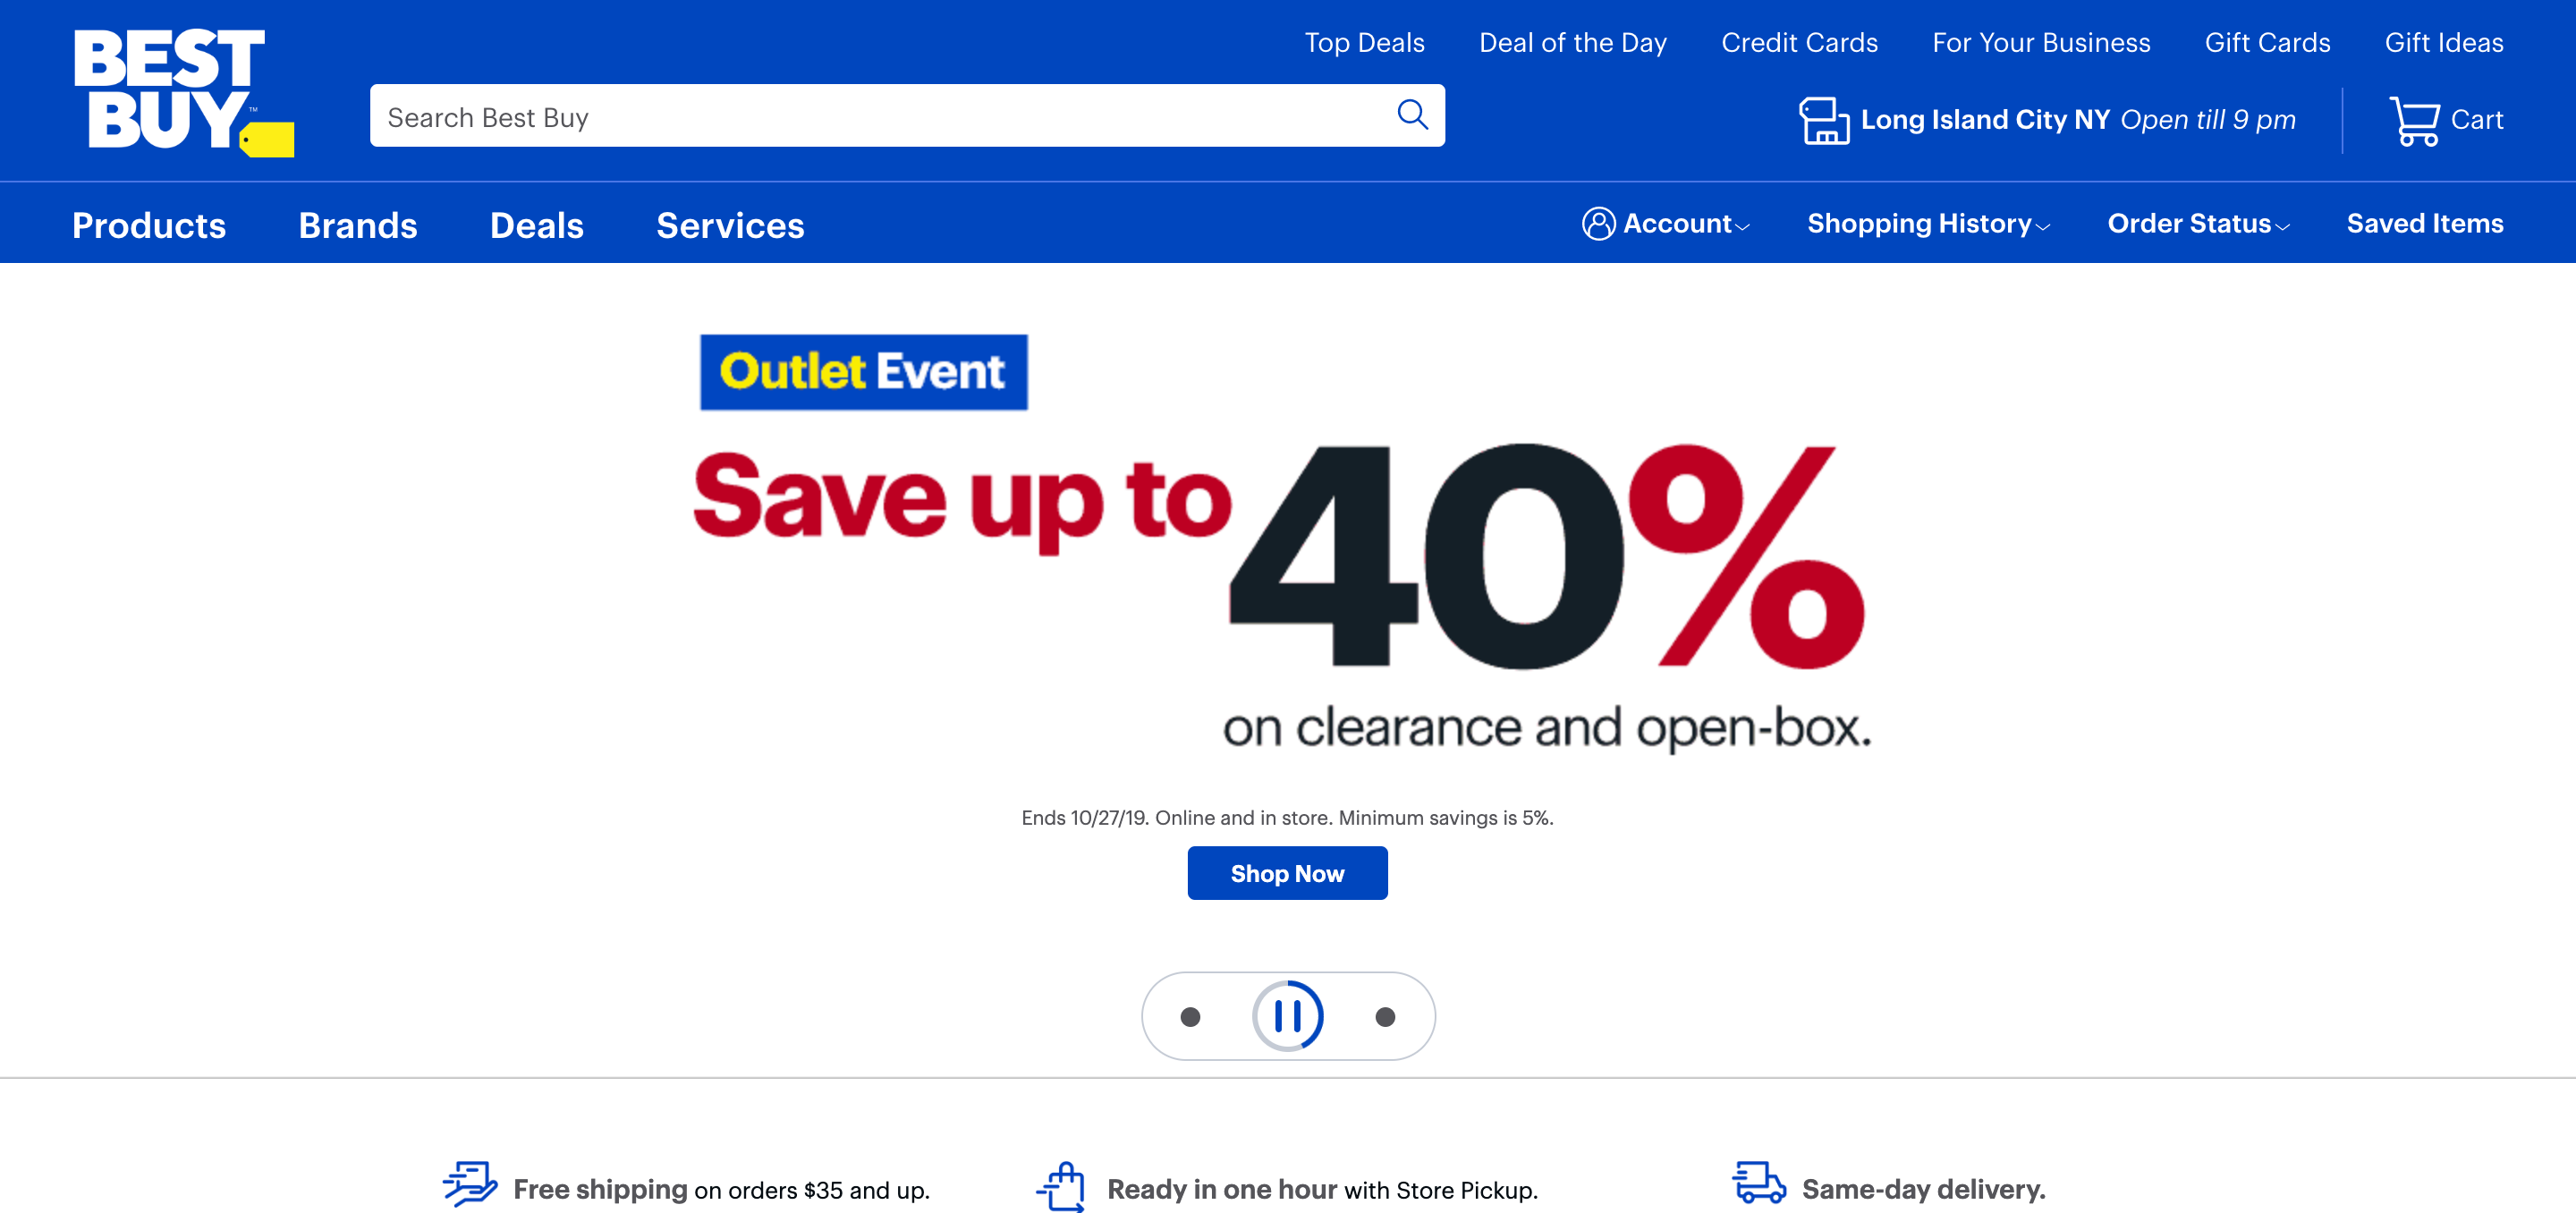 BEST
BUY™
Top Deals Deal of the Day Credit Cards For Your Business Gift Cards Gift Ideas
Search Best Buy
Long Island City NY Open till 9 pm
Cart
Products Brands Deals Services
Account Shopping History Order Status Saved Items
Outlet Event
Save up to 40%
on clearance and open-box.
Ends 10/27/19. Online and in store. Minimum savings is 5%.
Shop Now
Free shipping on orders $35 and up.
Ready in one hour with Store Pickup.
Same-day delivery.